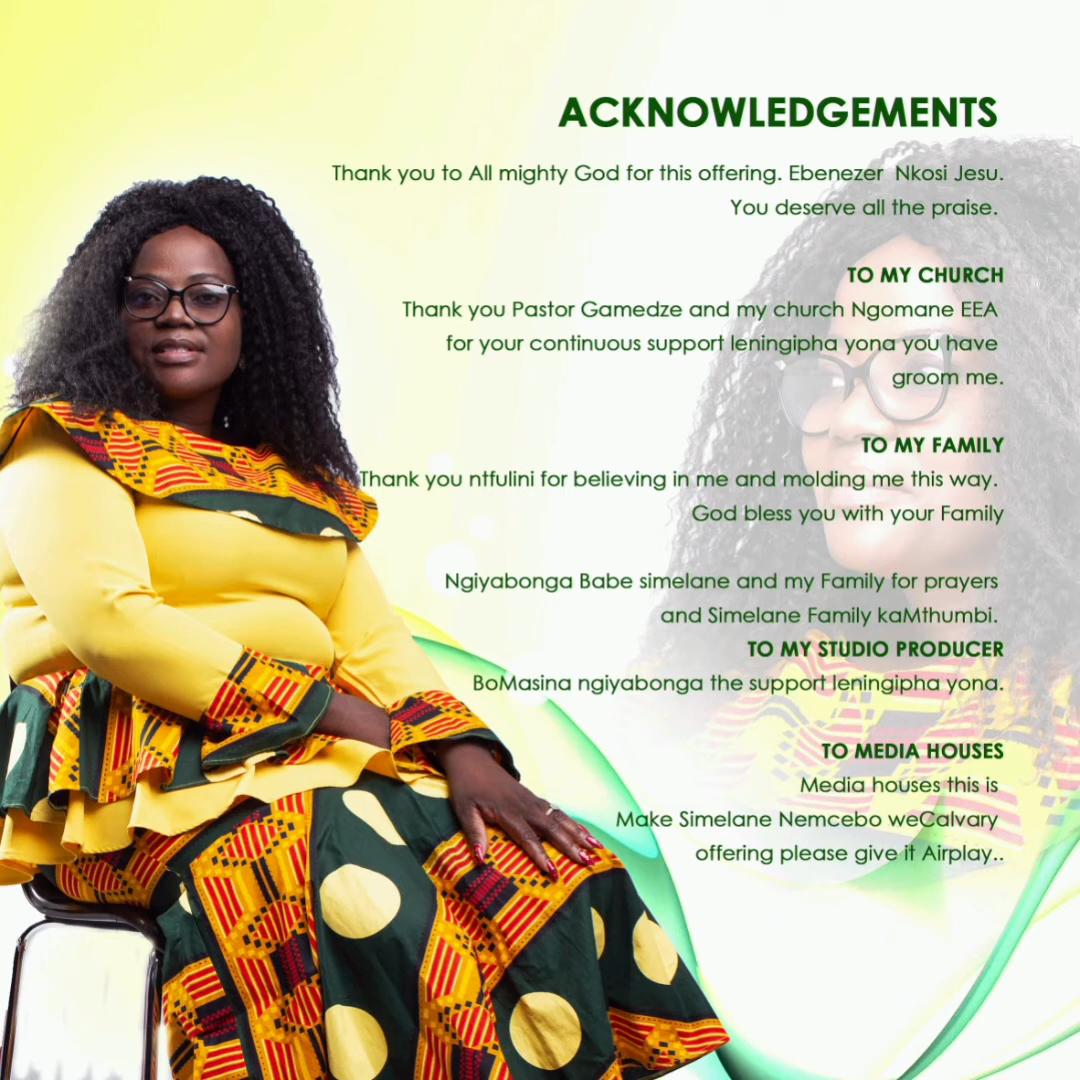 ACKNOWLEDGEMENTS
Thank you to All mighty God for this offering. Ebenezer Nkosi Jesu.
You deserve all the praise.
TO MY CHURCH
Thank you Pastor Gamedze and my church Ngomane EEA
for your continuous support leningipha yona you have
groom me.
TO MY FAMILY
Thank you ntfulini for believing in me and molding me this way.
God bless you with your Family
Ngiyabonga Babe simelane and my Family for prayers
and Simelane Family kaMthumbi.
TO MY STUDIO PRODUCER
BoMasina ngiyabonga the support leningipha yona.
TO MEDIA HOUSES
Media houses this is
Make Simelane Nemcebo weCalvary
offering please give it Airplay..